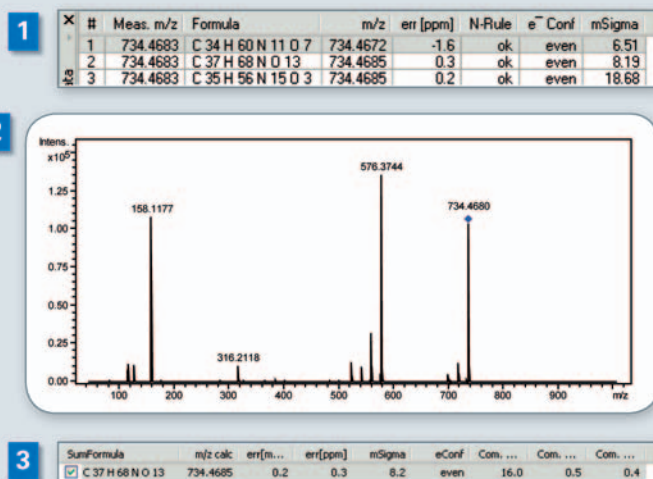 1
× # Meas. m/z Formula m/z err [ppm] N-Rule e⁻ Conf mSigma
1 734.4683 C 34 H 60 N 11 O 7 734.4672 -1.6 ok even 6.51
2 734.4683 C 37 H 68 N O 13 734.4685 0.3 ok even 8.19
3 734.4683 C 35 H 56 N 15 O 3 734.4685 0.2 ok even 18.68
ata
2
Intens.
x10⁵
576.3744
1.25
158.1177
734.4680
1.00
0.75
0.50
0.25
316.2118
0.00
100 200 300 400 500 600 700 800 900 m/z
3
SumFormula m/z calc err[m... err[ppm] mSigma eConf Com. ... Com. ... Com. ...
C 37 H 68 N O 13 734.4685 0.2 0.3 8.2 even 16.0 0.5 0.4